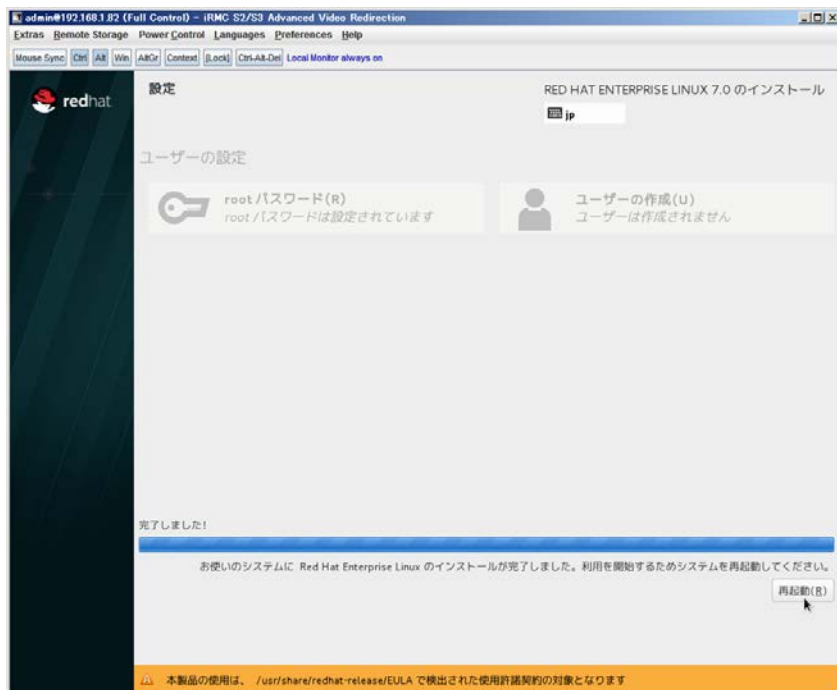 admin@192.168.1.82 (Full Control) - iRMC S2/S3 Advanced Video Redirection
Extras Remote Storage Power Control Languages Preferences Help
Mouse Sync Ctrl Alt Win AltGr Context [Lock] Ctrl-Alt-Del Local Monitor always on
redhat
設定
RED HAT ENTERPRISE LINUX 7.0 のインストール
jp
ユーザーの設定
root パスワード(R)
root パスワードは設定されています
ユーザーの作成(U)
ユーザーは作成されません
完了しました!
お使いのシステムに Red Hat Enterprise Linux のインストールが完了しました。利用を開始するためシステムを再起動してください。
再起動(R)
本製品の使用は、 /usr/share/redhat-release/EULA で検出された使用許諾契約の対象となります